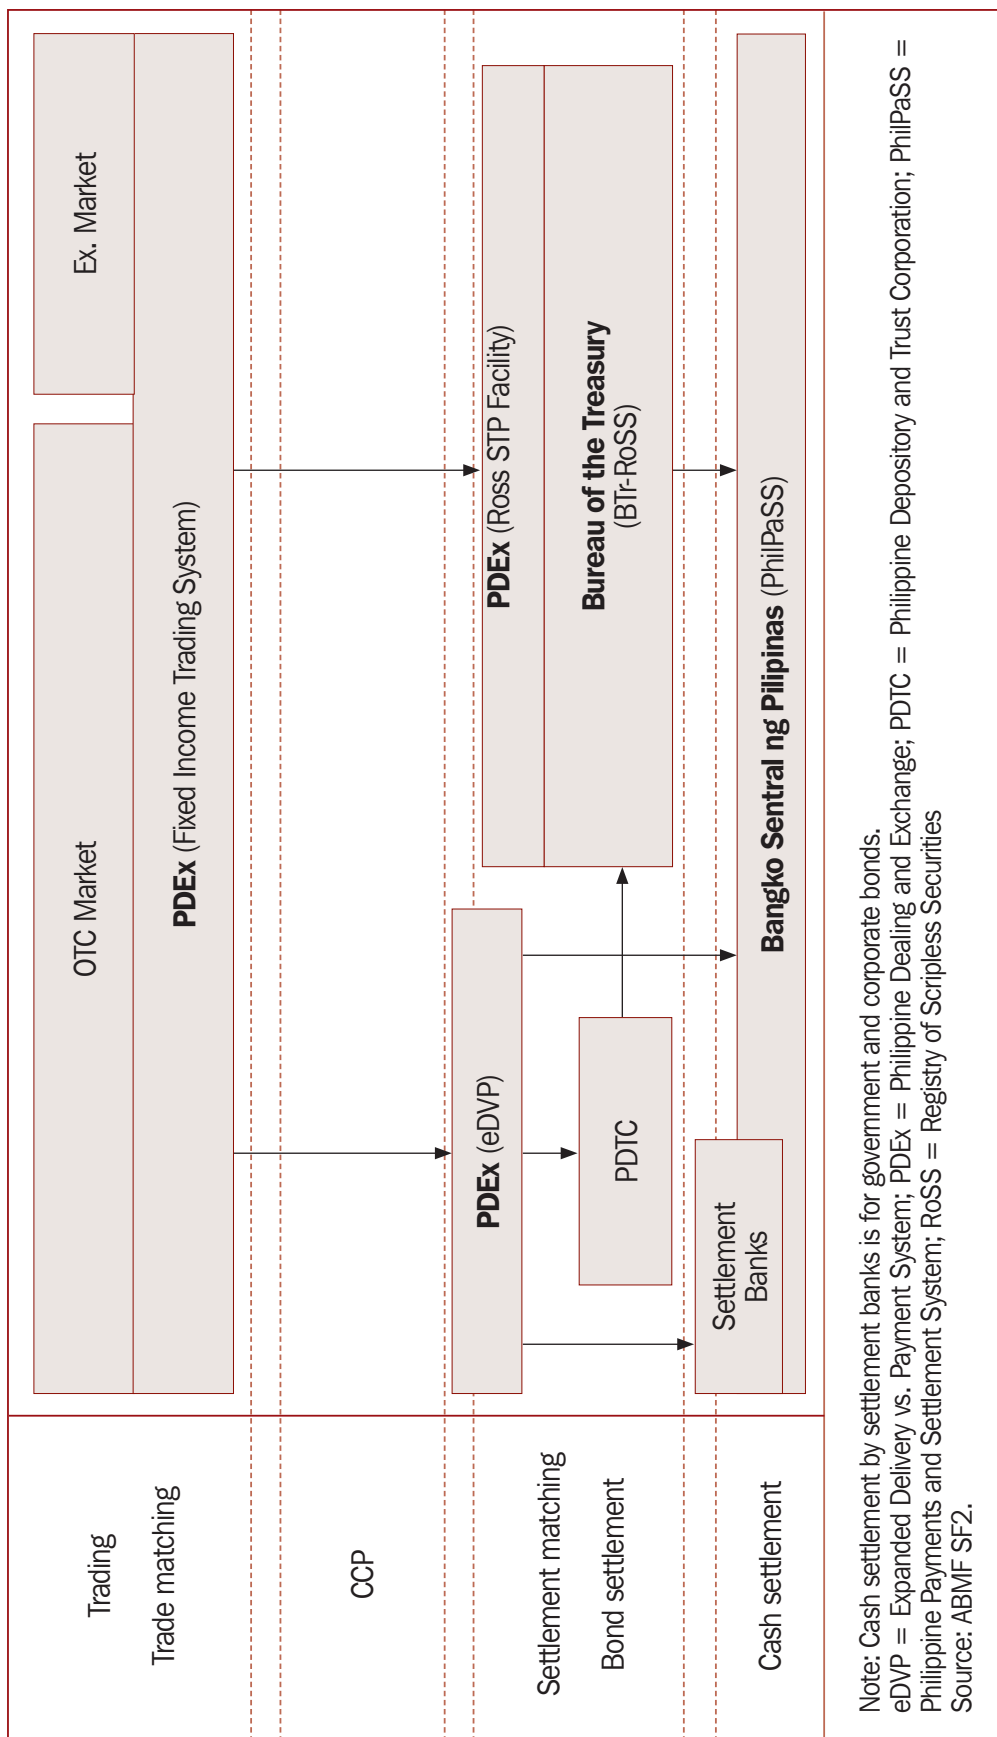 Trading
Trade matching
CCP
Settlement matching
Bond settlement
Cash settlement
OTC Market
Ex. Market
PDEx (Fixed Income Trading System)
PDEx (eDVP)
PDEx (Ross STP Facility)
PDTC
Bureau of the Treasury
(BTr-RoSS)
Settlement
Banks
Bangko Sentral ng Pilipinas (PhilPaSS)
Note: Cash settlement by settlement banks is for government and corporate bonds.
eDVP = Expanded Delivery vs. Payment System; PDEx = Philippine Dealing and Exchange; PDTC = Philippine Depository and Trust Corporation; PhilPaSS =
Philippine Payments and Settlement System; RoSS = Registry of Scripless Securities
Source: ABMF SF2.